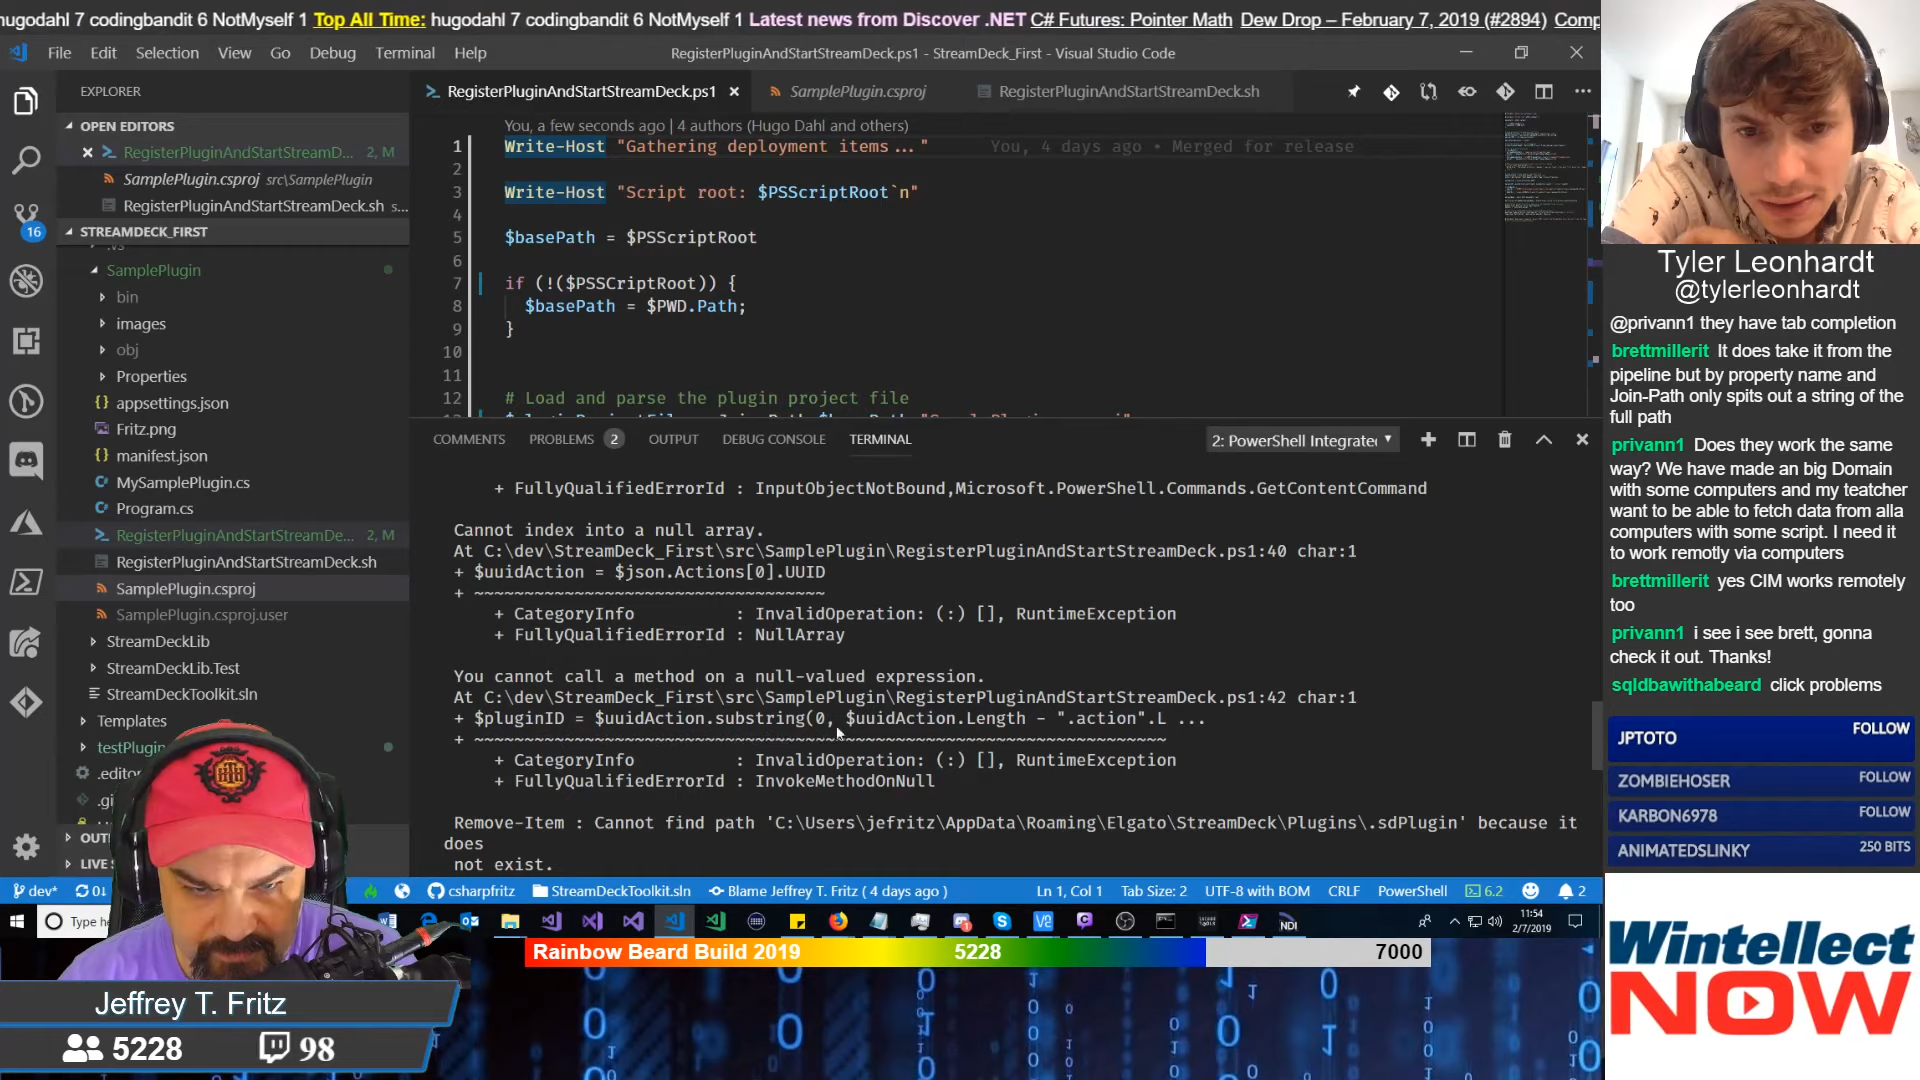 hugodahl 7 codingbandit 6 NotMyself 1 Top All Time: hugodahl 7 codingbandit 6 NotMyself 1 Latest news from Discover .NET C# Futures: Pointer Math Dew Drop – February 7, 2019 (#2894) Comp
File Edit Selection View Go Debug Terminal Help
RegisterPluginAndStartStreamDeck.ps1 - StreamDeck_First - Visual Studio Code
EXPLORER
RegisterPluginAndStartStreamDeck.ps1
SamplePlugin.csproj
RegisterPluginAndStartStreamDeck.sh
OPEN EDITORS
RegisterPluginAndStartStreamD... 2, M
SamplePlugin.csproj src\SamplePlugin
RegisterPluginAndStartStreamDeck.sh s...
16
STREAMDECK_FIRST
.vs
SamplePlugin
bin
images
obj
Properties
appsettings.json
Fritz.png
manifest.json
MySamplePlugin.cs
Program.cs
RegisterPluginAndStartStreamDe... 2, M
RegisterPluginAndStartStreamDeck.sh
SamplePlugin.csproj
SamplePlugin.csproj.user
StreamDeckLib
StreamDeckLib.Test
StreamDeckToolkit.sln
Templates
testPlugin
.edito
.gi
OUT
LIVE S
You, a few seconds ago | 4 authors (Hugo Dahl and others)
1 Write-Host "Gathering deployment items..." You, 4 days ago • Merged for release
2
3 Write-Host "Script root: $PSScriptRoot`n"
4
5 $basePath = $PSScriptRoot
6
7 if (!($PSSCriptRoot)) {
8 $basePath = $PWD.Path;
9 }
10
11
12 # Load and parse the plugin project file
COMMENTS PROBLEMS 2 OUTPUT DEBUG CONSOLE TERMINAL
2: PowerShell Integrate
+ FullyQualifiedErrorId : InputObjectNotBound,Microsoft.PowerShell.Commands.GetContentCommand
Cannot index into a null array.
At C:\dev\StreamDeck_First\src\SamplePlugin\RegisterPluginAndStartStreamDeck.ps1:40 char:1
+ $uuidAction = $json.Actions[0].UUID
+ ~~~~~~~~~~~~~~~~~~~~~~~~~~~~~~~~~~~
+ CategoryInfo : InvalidOperation: (:) [], RuntimeException
+ FullyQualifiedErrorId : NullArray
You cannot call a method on a null-valued expression.
At C:\dev\StreamDeck_First\src\SamplePlugin\RegisterPluginAndStartStreamDeck.ps1:42 char:1
+ $pluginID = $uuidAction.substring(0, $uuidAction.Length - ".action".L ...
+ ~~~~~~~~~~~~~~~~~~~~~~~~~~~~~~~~~~~~~~~~~~~~~~~~~~~~~~~~~~~~~~~~~~~~~
+ CategoryInfo : InvalidOperation: (:) [], RuntimeException
+ FullyQualifiedErrorId : InvokeMethodOnNull
Remove-Item : Cannot find path 'C:\Users\jefritz\AppData\Roaming\Elgato\StreamDeck\Plugins\.sdPlugin' because it
does
not exist.
dev* 0↓ csharpfritz StreamDeckToolkit.sln Blame Jeffrey T. Fritz ( 4 days ago ) Ln 1, Col 1 Tab Size: 2 UTF-8 with BOM CRLF PowerShell 6.2 2
Type he
NDI
11:54
2/7/2019
Rainbow Beard Build 2019 5228 7000
Jeffrey T. Fritz
5228 98
Tyler Leonhardt
@tylerleonhardt
@privann1 they have tab completion
brettmillerit It does take it from the
pipeline but by property name and
Join-Path only spits out a string of the
full path
privann1 Does they work the same
way? We have made an big Domain
with some computers and my teatcher
want to be able to fetch data from alla
computers with some script. I need it
to work remotly via computers
brettmillerit yes CIM works remotely
too
privann1 i see i see brett, gonna
check it out. Thanks!
sqldbawithabeard click problems
JPTOTO FOLLOW
ZOMBIEHOSER FOLLOW
KARBON6978 FOLLOW
ANIMATEDSLINKY 250 BITS
Wintellect
NOW